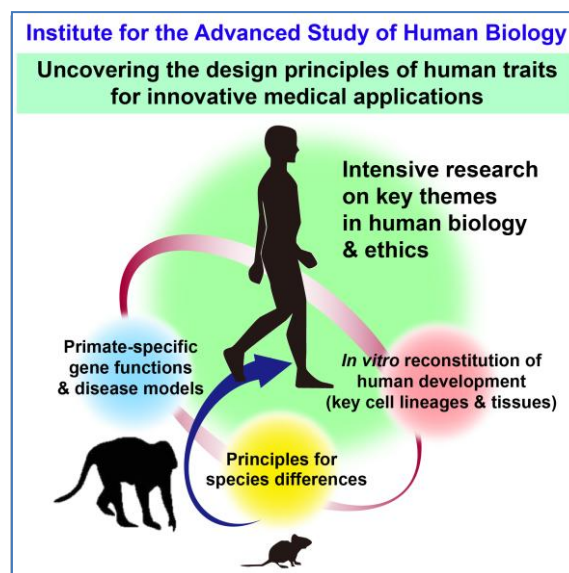 Institute for the Advanced Study of Human Biology
Uncovering the design principles of human traits
for innovative medical applications
Intensive research
on key themes
in human biology
& ethics
Primate-specific
gene functions
& disease models
In vitro reconstitution of
human development
(key cell lineages & tissues)
Principles for
species differences